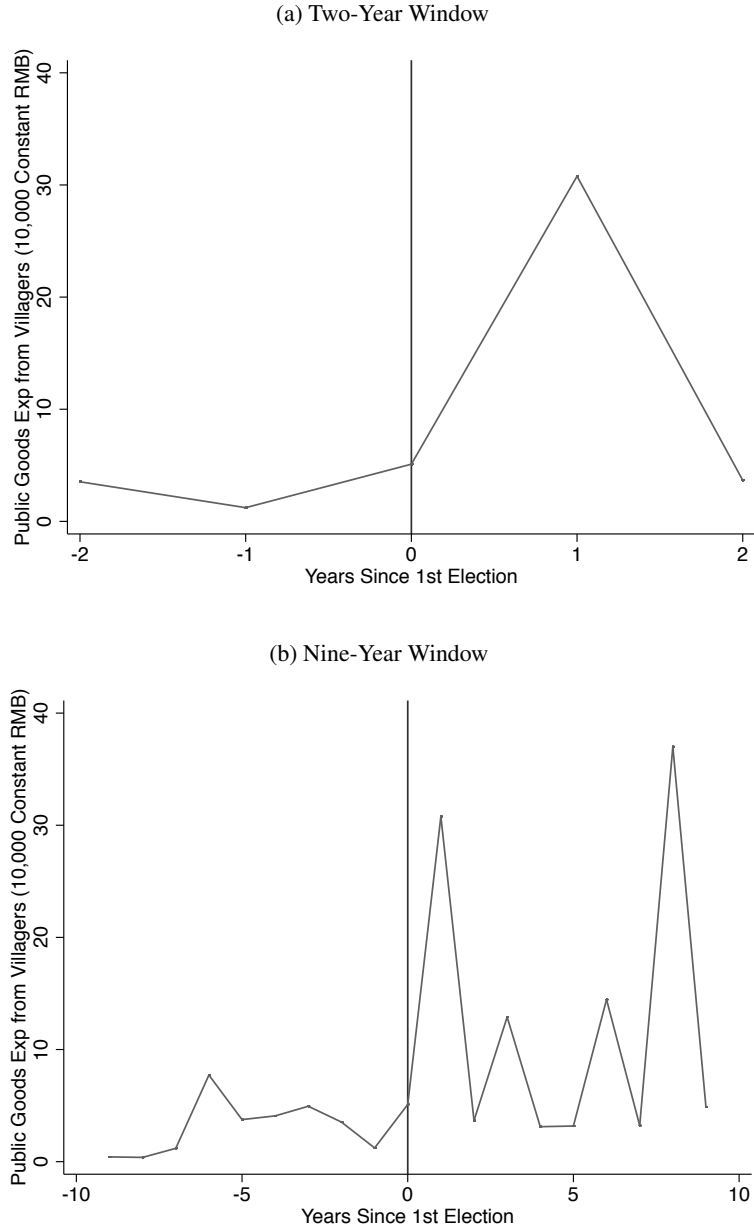 (a) Two-Year Window
Public Goods Exp from Villagers (10,000 Constant RMB)
40
30
20
10
0
-2 -1 0 1 2
Years Since 1st Election
(b) Nine-Year Window
Public Goods Exp from Villagers (10,000 Constant RMB)
40
30
20
10
0
-10 -5 0 5 10
Years Since 1st Election